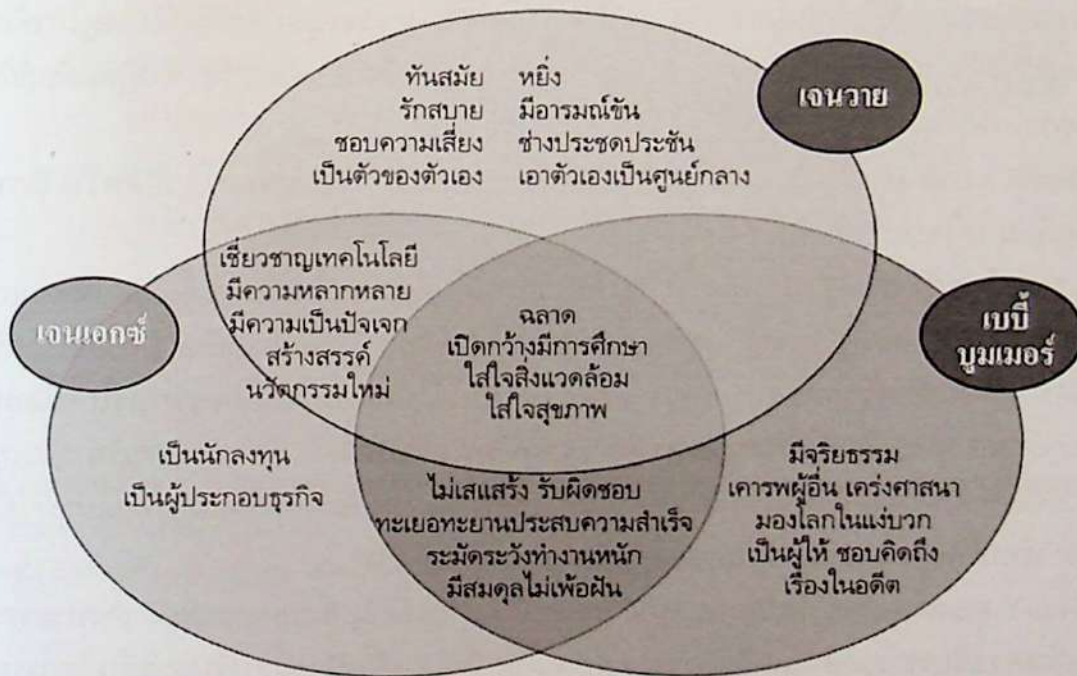 ทันสมัย หยิ่ง
รักสบาย มีอารมณ์ขัน
ชอบความเสี่ยง ช่างประชดประชัน
เป็นตัวของตัวเอง เอาตัวเองเป็นศูนย์กลาง
เจนวาย
เชี่ยวชาญเทคโนโลยี
มีความหลากหลาย
มีความเป็นปัจเจก
สร้างสรรค์
นวัตกรรมใหม่
เจนเอกซ์
ฉลาด
เปิดกว้างมีการศึกษา
ใส่ใจสิ่งแวดล้อม
ใส่ใจสุขภาพ
เบบี้
บูมเมอร์
เป็นนักลงทุน
เป็นผู้ประกอบธุรกิจ
ไม่เสแสร้ง รับผิดชอบ
ทะเยอทะยานประสบความสำเร็จ
ระมัดระวังทำงานหนัก
มีสมดุลไม่เพ้อฝัน
มีจริยธรรม
เคารพผู้อื่น เคร่งศาสนา
มองโลกในแง่บวก
เป็นผู้ให้ ชอบคิดถึง
เรื่องในอดีต